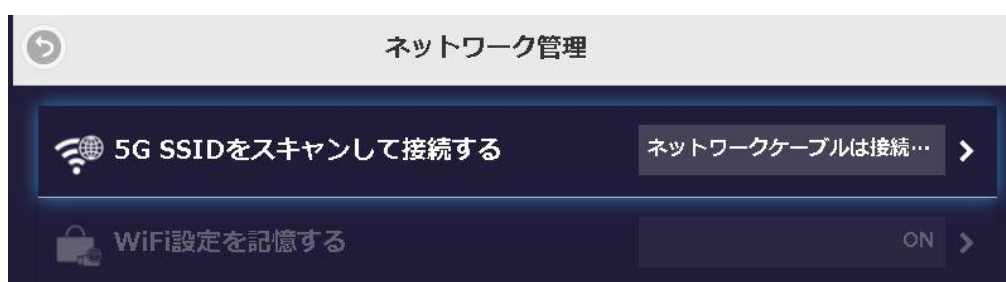 ネットワーク管理
5G SSIDをスキャンして接続する
ネットワークケーブルは接続…
WiFi設定を記憶する
ON